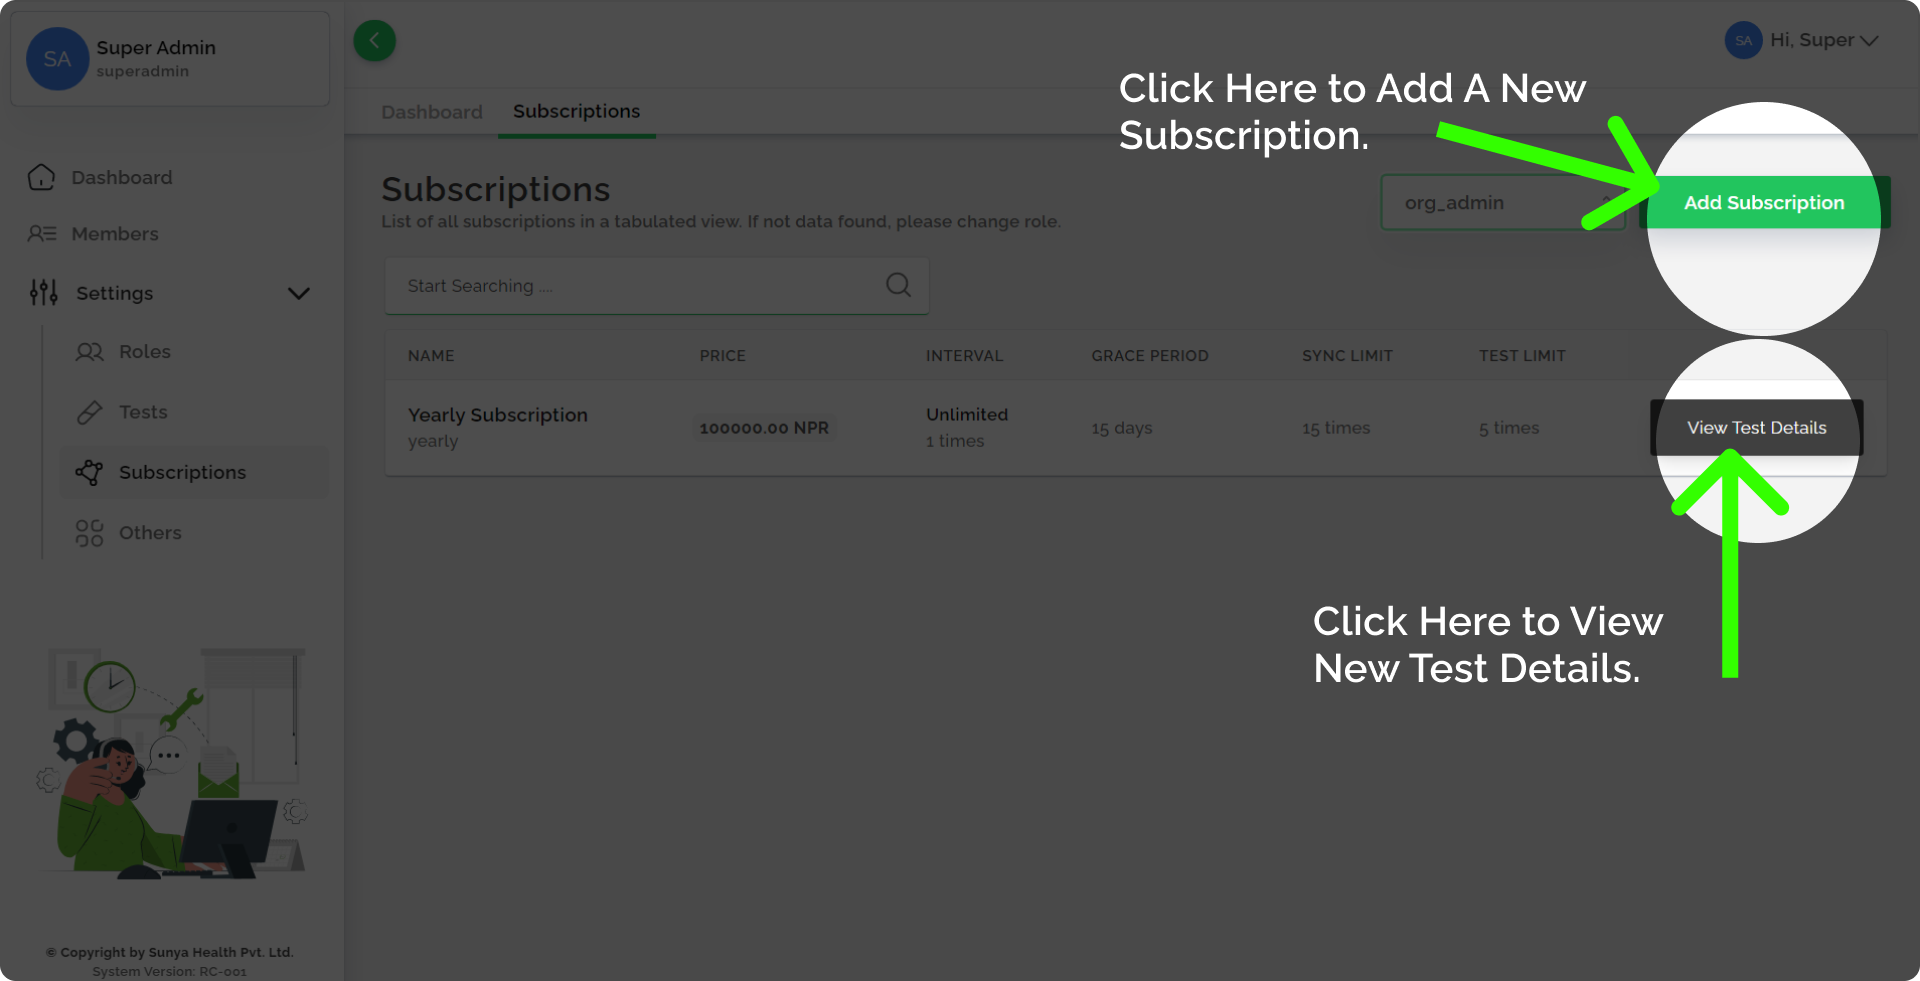 SA
Super Admin
superadmin
SA
Hi, Super
Click Here to Add A New
Subscription.
Dashboard
Subscriptions
Dashboard
Members
Settings
Roles
Tests
Subscriptions
Others
Subscriptions
List of all subscriptions in a tabulated view. If not data found, please change role.
org_admin
Add Subscription
Start Searching ....
NAME PRICE INTERVAL GRACE PERIOD SYNC LIMIT TEST LIMIT
Yearly Subscription
yearly
100000.00 NPR
Unlimited
1 times
15 days
15 times
5 times
View Test Details
Click Here to View
New Test Details.
© Copyright by Sunya Health Pvt. Ltd.
System Version: RC-001